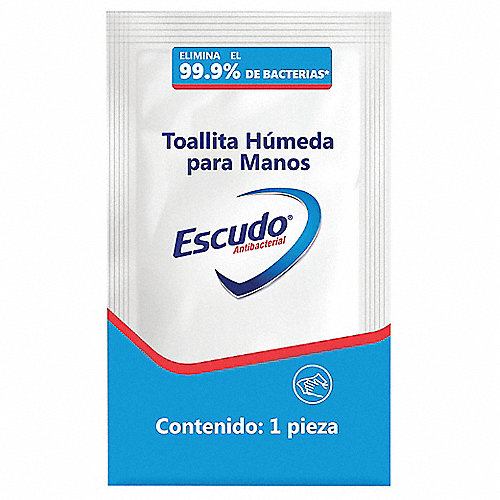 ELIMINA EL
99.9% DE BACTERIAS*
Toallita Húmeda
para Manos
Escudo®
Antibacterial
Contenido: 1 pieza